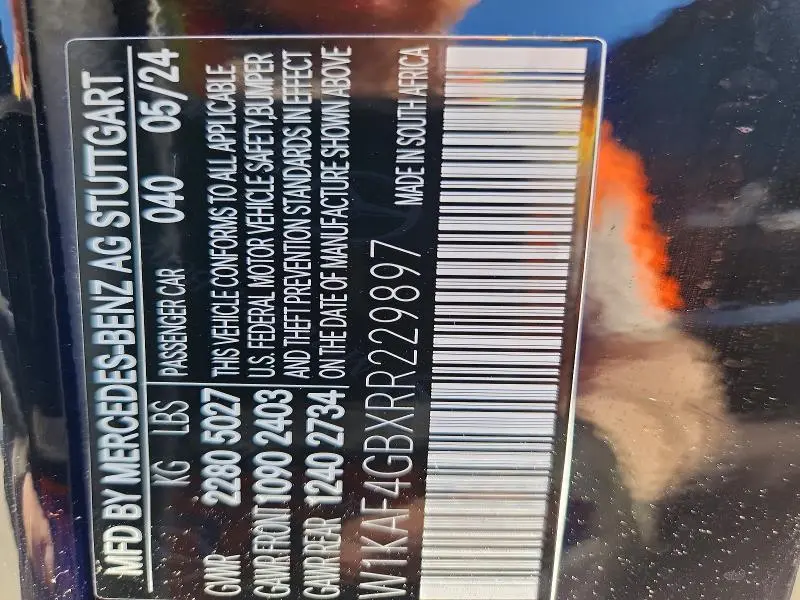 MFD BY MERCEDES-BENZ AG STUTTGART
KG LBS PASSENGER CAR 040 05/24
GWR 2280 5027 THIS VEHICLE CONFORMS TO ALL APPLICABLE
GAWR FRONT 1090 2403 U.S. FEDERAL MOTOR VEHICLE SAFETY, BUMPER
GAWR REAR 1240 2734 AND THEFT PREVENTION STANDARDS IN EFFECT
ON THE DATE OF MANUFACTURE SHOWN ABOVE
W1KAF4GBXRR229897 MADE IN SOUTH AFRICA